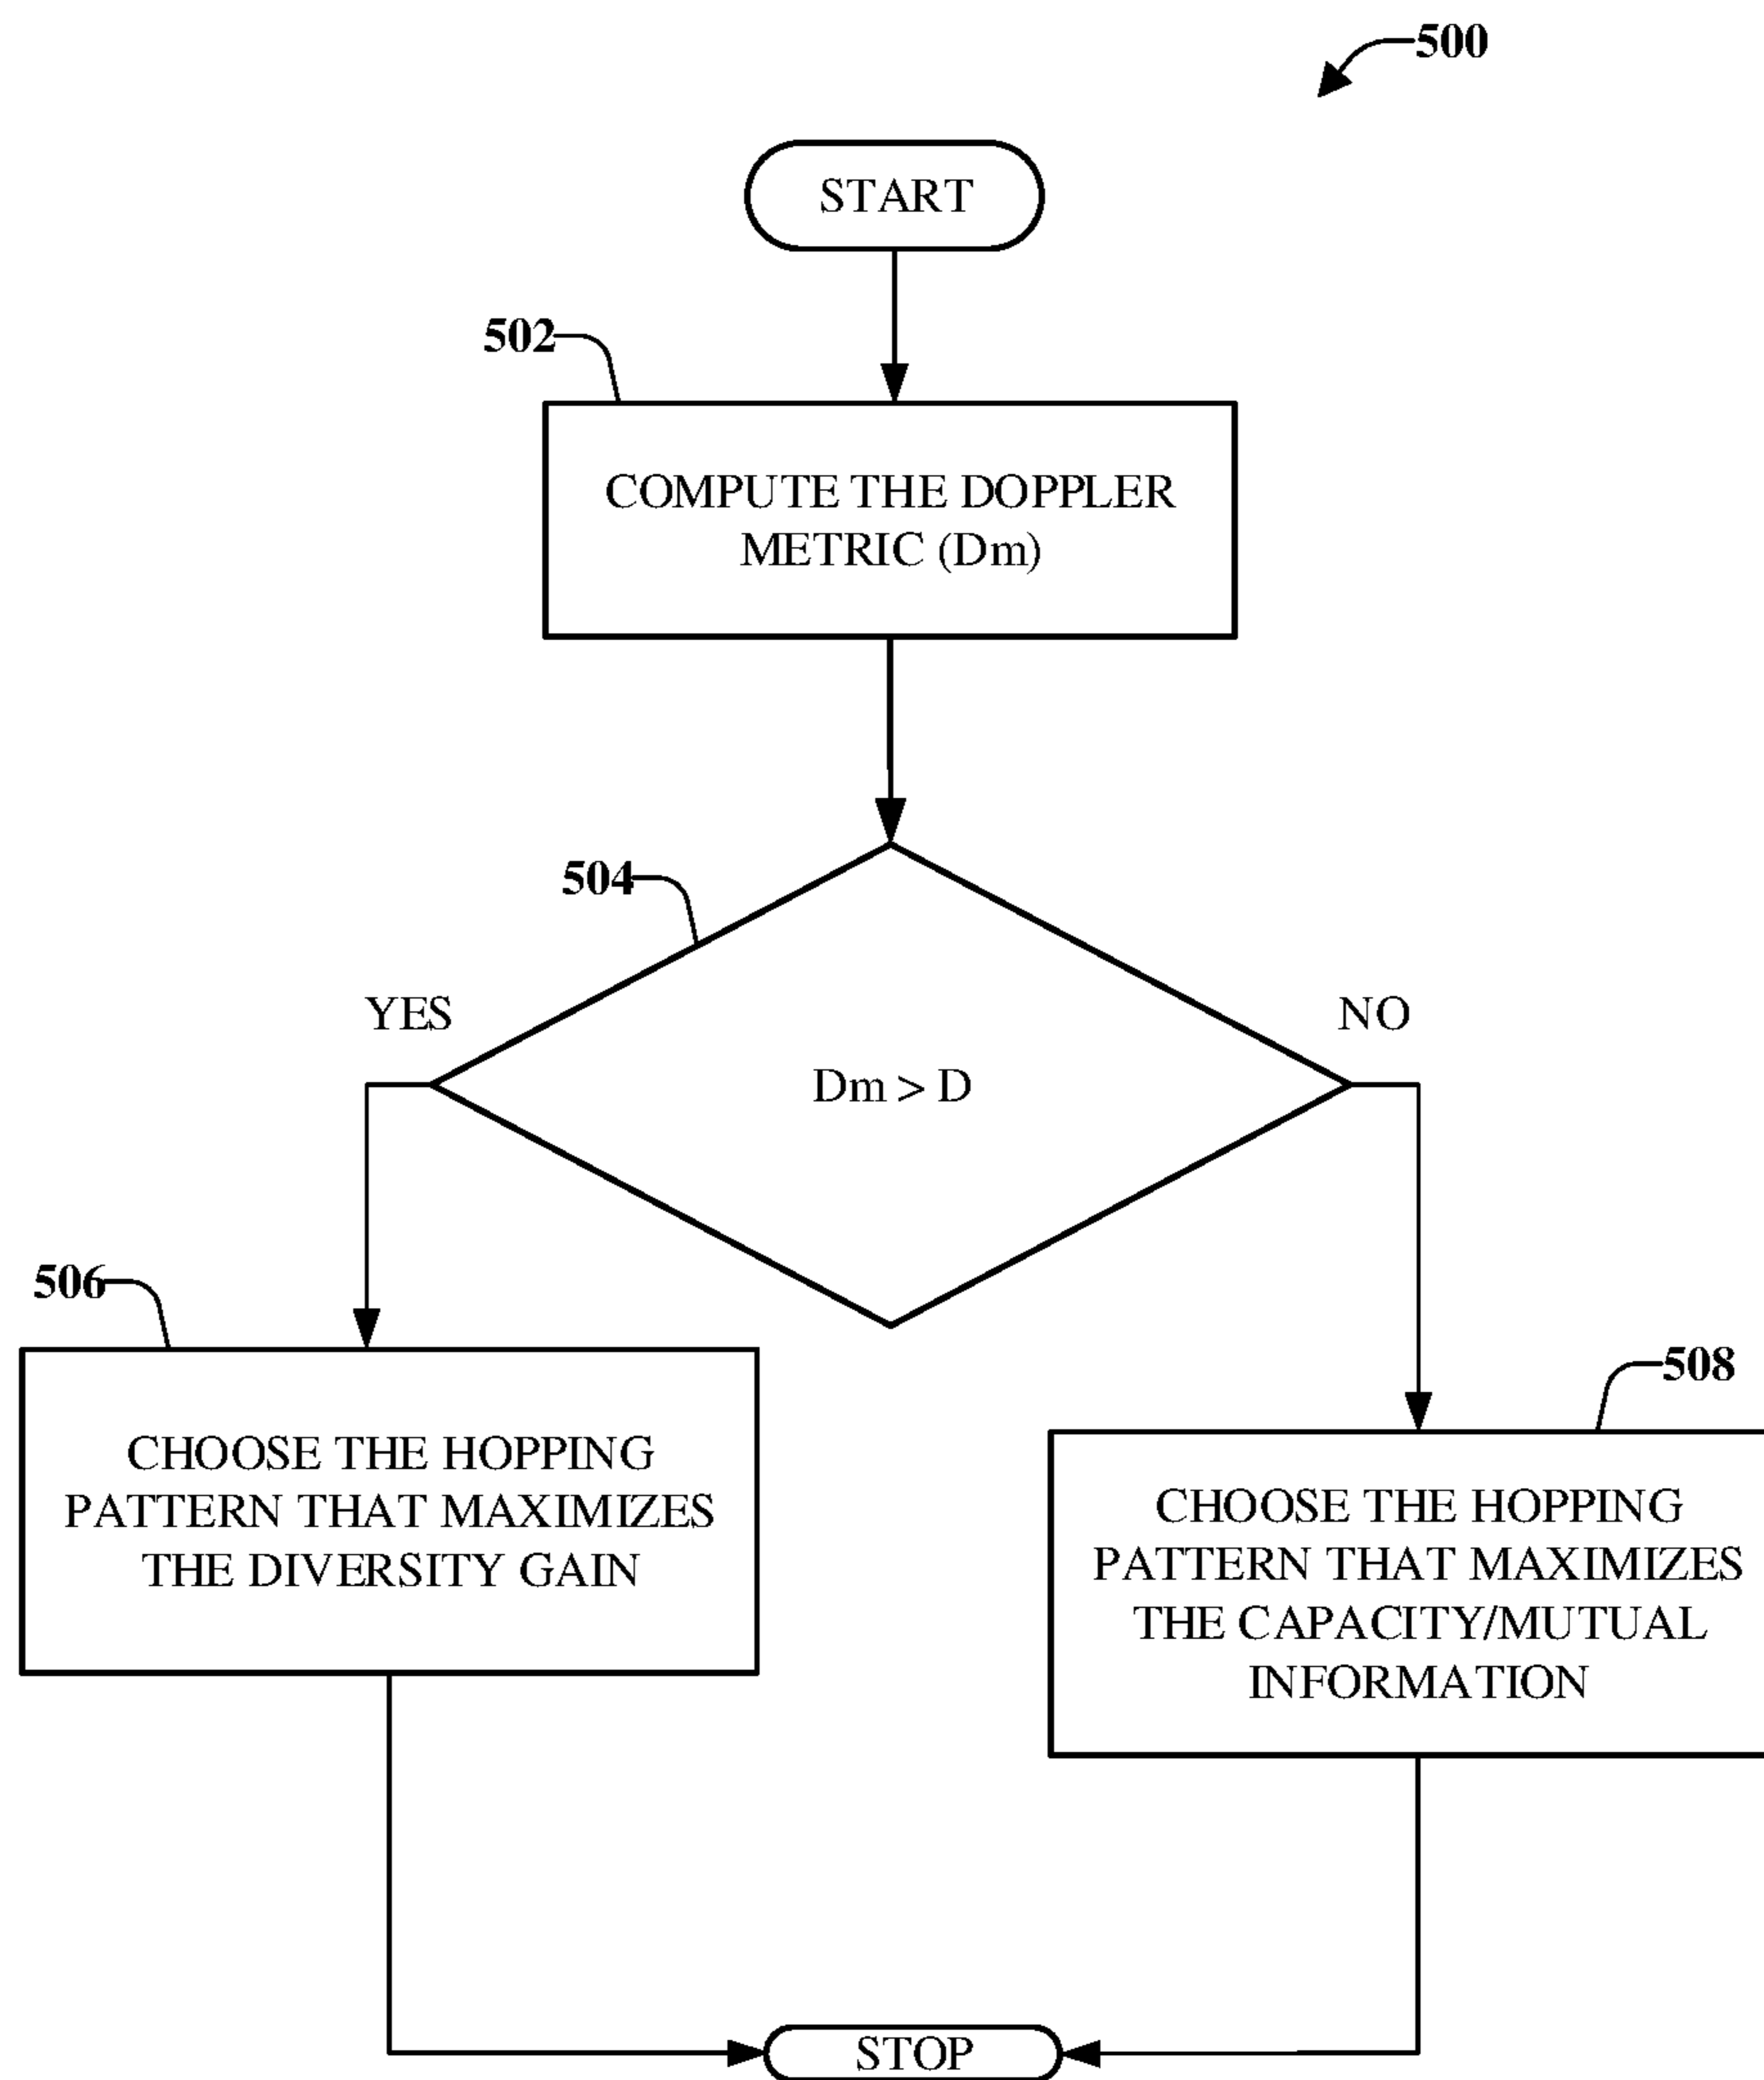 500
START
502
COMPUTE THE DOPPLER
METRIC (Dm)
504
YES
NO
Dm > D
506
CHOOSE THE HOPPING
PATTERN THAT MAXIMIZES
THE DIVERSITY GAIN
508
CHOOSE THE HOPPING
PATTERN THAT MAXIMIZES
THE CAPACITY/MUTUAL
INFORMATION
STOP